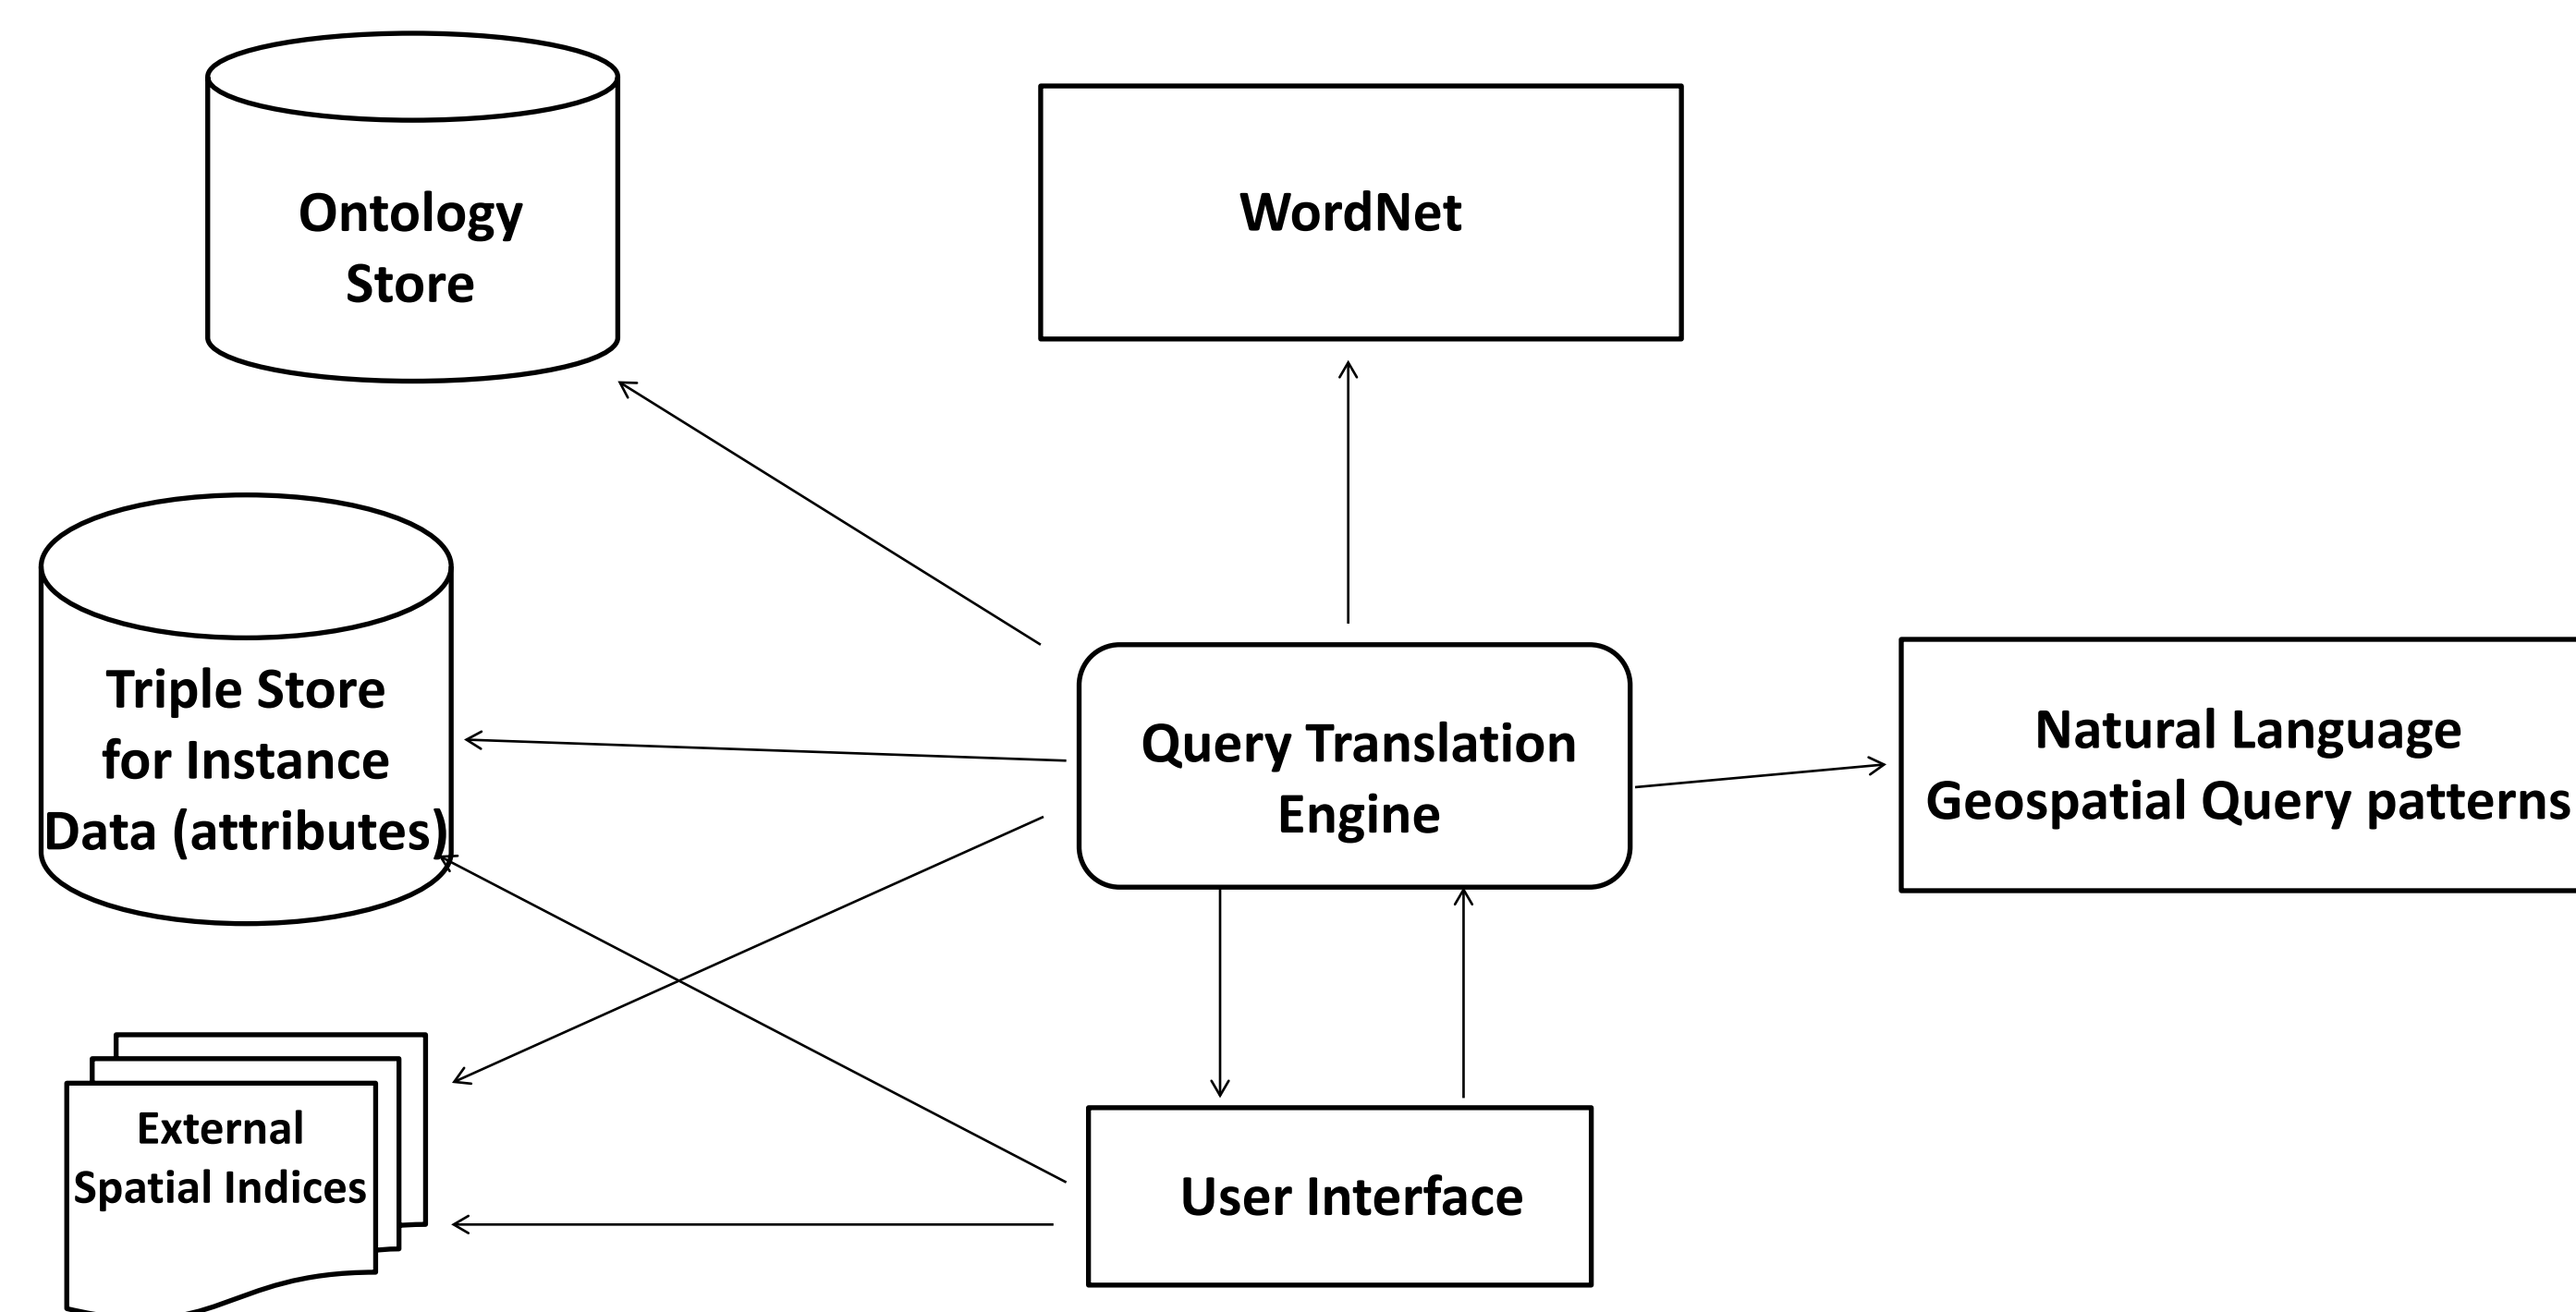 Ontology
Store
WordNet
Triple Store
for Instance
Data (attributes)
Query Translation
Engine
Natural Language
Geospatial Query patterns
External
Spatial Indices
User Interface